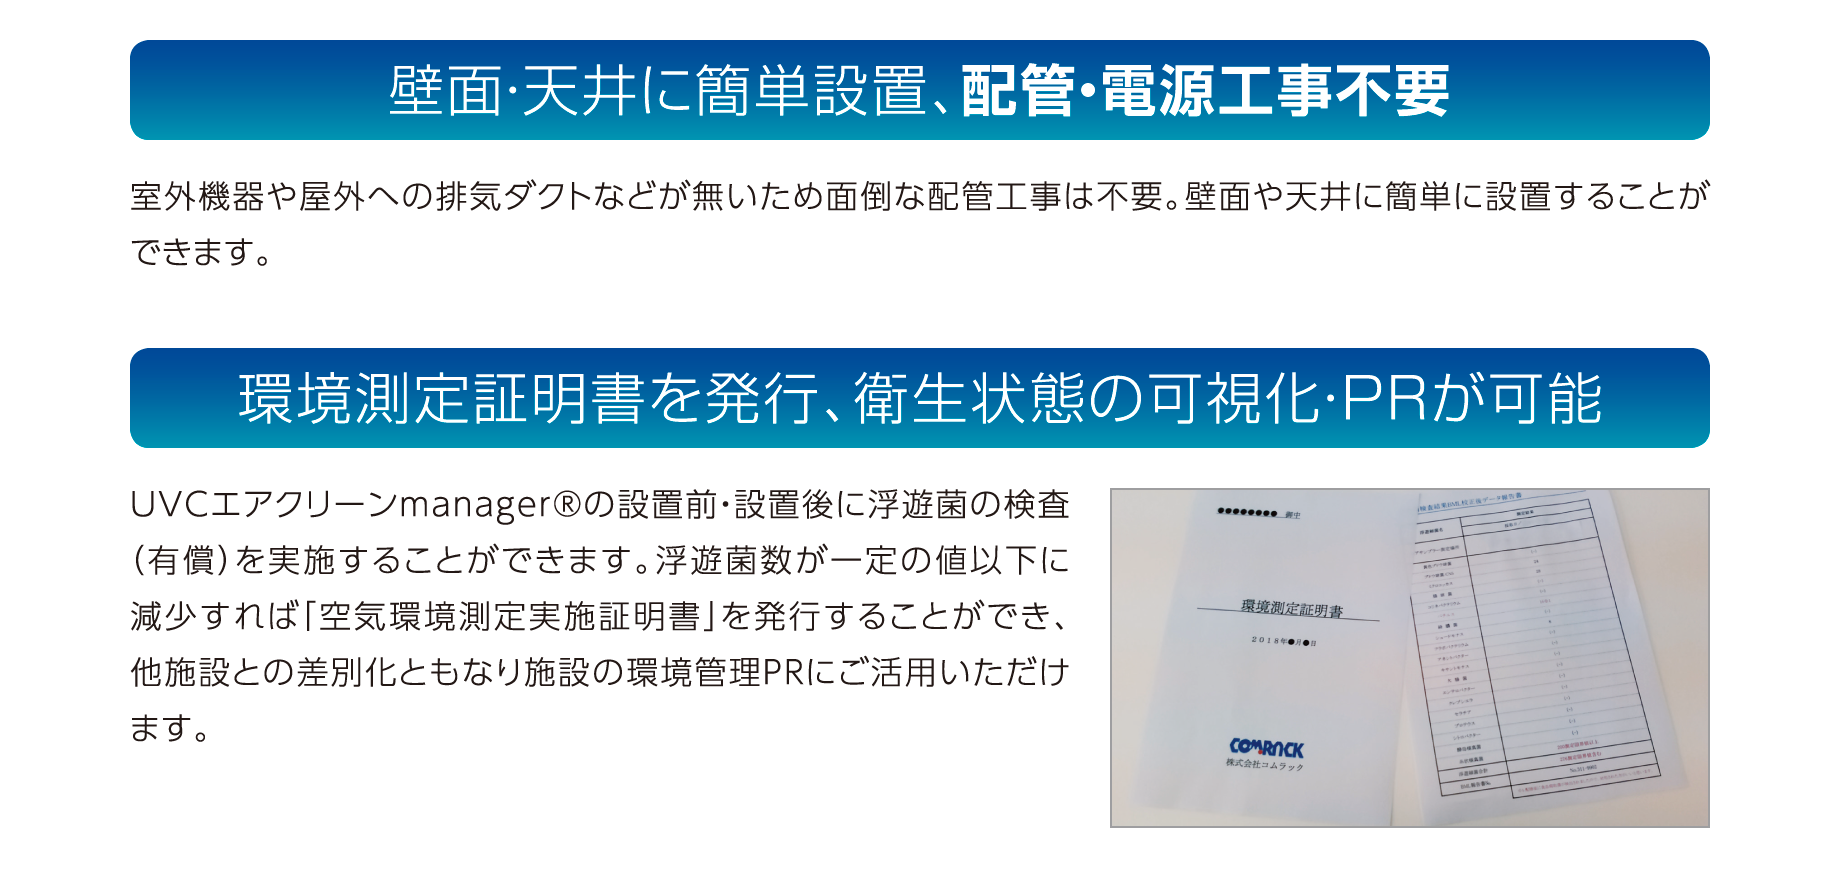 壁面・天井に簡単設置、配管・電源工事不要
室外機器や屋外への排気ダクトなどが無いため面倒な配管工事は不要。壁面や天井に簡単に設置することが
できます。
環境測定証明書を発行、衛生状態の可視化・PRが可能
UVCエアクリーンmanager®の設置前・設置後に浮遊菌の検査
（有償）を実施することができます。浮遊菌数が一定の値以下に
減少すれば「空気環境測定実施証明書」を発行することができ、
他施設との差別化ともなり施設の環境管理PRにご活用いただけ
ます。
●●●●●●●● 御中
環境測定証明書
2018年●月●日
COMRACK
株式会社コムラック